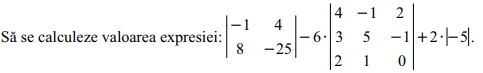 Să se calculeze valoarea expresiei: |−1 4; 8 −25| − 6 · |4 −1 2; 3 5 −1; 2 1 0| + 2 · |−5|.